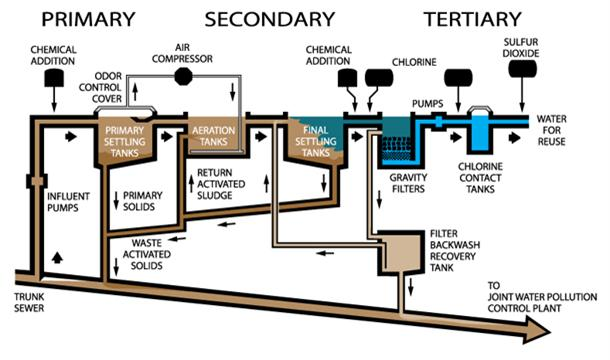 PRIMARY
SECONDARY
TERTIARY
CHEMICAL
ADDITION
ODOR
CONTROL
COVER
AIR
COMPRESSOR
CHEMICAL
ADDITION
CHLORINE
SULFUR
DIOXIDE
PUMPS
PRIMARY
SETTLING
TANKS
AERATION
TANKS
FINAL
SETTLING
TANKS
WATER
FOR
REUSE
GRAVITY
FILTERS
CHLORINE
CONTACT
TANKS
INFLUENT
PUMPS
PRIMARY
SOLIDS
RETURN
ACTIVATED
SLUDGE
WASTE
ACTIVATED
SOLIDS
FILTER
BACKWASH
RECOVERY
TANK
TRUNK
SEWER
TO
JOINT WATER POLLUTION
CONTROL PLANT